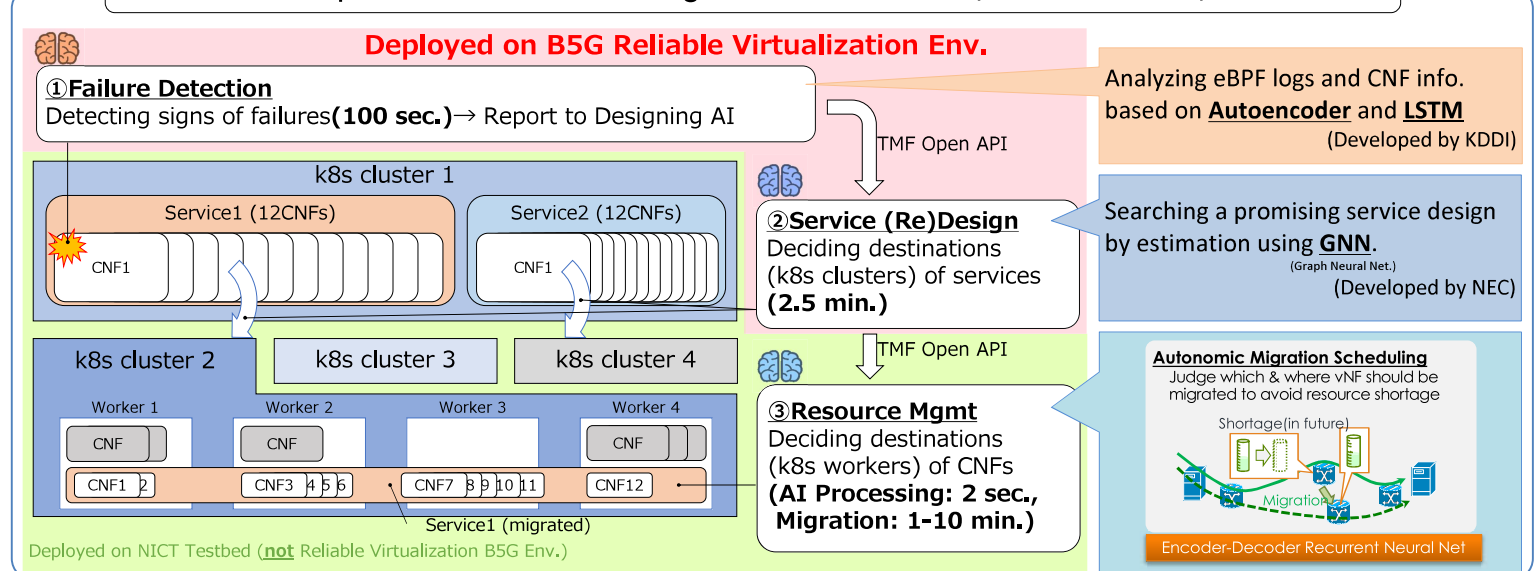 Deployed on B5G Reliable Virtualization Env.
①Failure Detection
Detecting signs of failures(100 sec.)→ Report to Designing AI
Analyzing eBPF logs and CNF info.
based on Autoencoder and LSTM
(Developed by KDDI)
TMF Open API
k8s cluster 1
Service1 (12CNFs)
CNF1
Service2 (12CNFs)
CNF1
②Service (Re)Design
Deciding destinations
(k8s clusters) of services
(2.5 min.)
Searching a promising service design
by estimation using GNN.
(Graph Neural Net.)
(Developed by NEC)
TMF Open API
k8s cluster 2
k8s cluster 3
k8s cluster 4
Worker 1
Worker 2
Worker 3
Worker 4
CNF
CNF
CNF
CNF1 2
CNF3 4 5 6
CNF7 8 9 10 11
CNF12
Service1 (migrated)
③Resource Mgmt
Deciding destinations
(k8s workers) of CNFs
(AI Processing: 2 sec.,
Migration: 1-10 min.)
Autonomic Migration Scheduling
Judge which & where vNF should be
migrated to avoid resource shortage
Shortage(in future)
Migration
Encoder-Decoder Recurrent Neural Net
Deployed on NICT Testbed (not Reliable Virtualization B5G Env.)